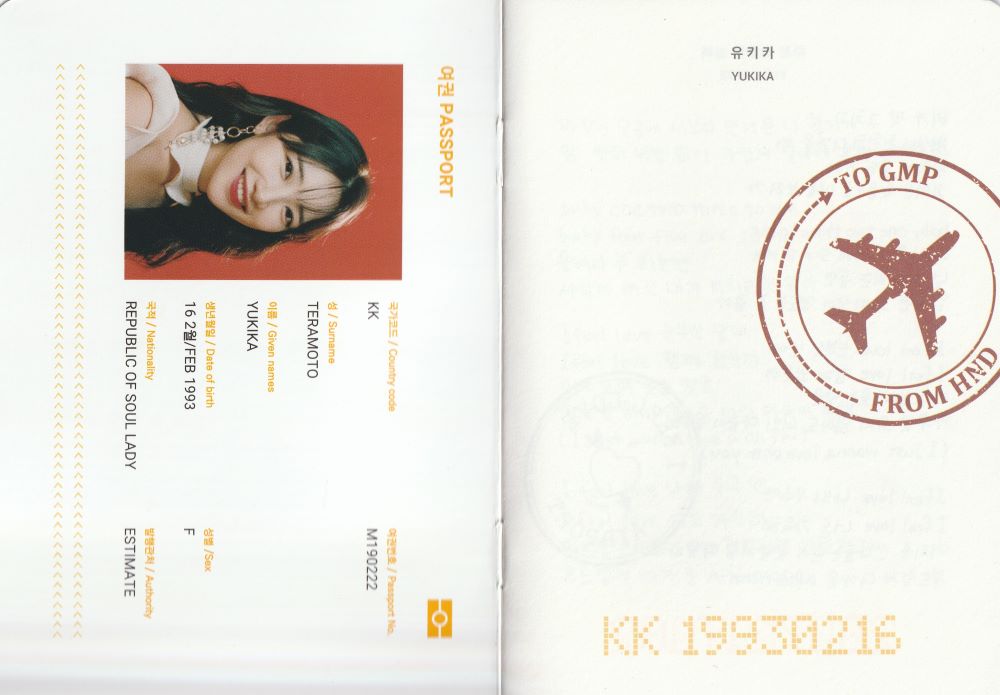 TO GMP
FROM HND
유키카
YUKIKA
KK 19930216
여권 PASSPORT
국가코드 / Country code
여권번호 / Passport No.
KK
M190222
성 / Surname
TERAMOTO
이름 / Given names
YUKIKA
생년월일 / Date of birth
성별 /Sex
16 2월/FEB 1993
F
국적 / Nationality
발행관처 / Authority
REPUBLIC OF SOUL LADY
ESTIMATE
<<<<<<<<<<<<<<<<<<<<<<<<<<<<<<<<<<<<<<<<<<<<
<<<<<<<<<<<<<<<<<<<<<<<<<<<<<<<<<<<<<<<<<<<<